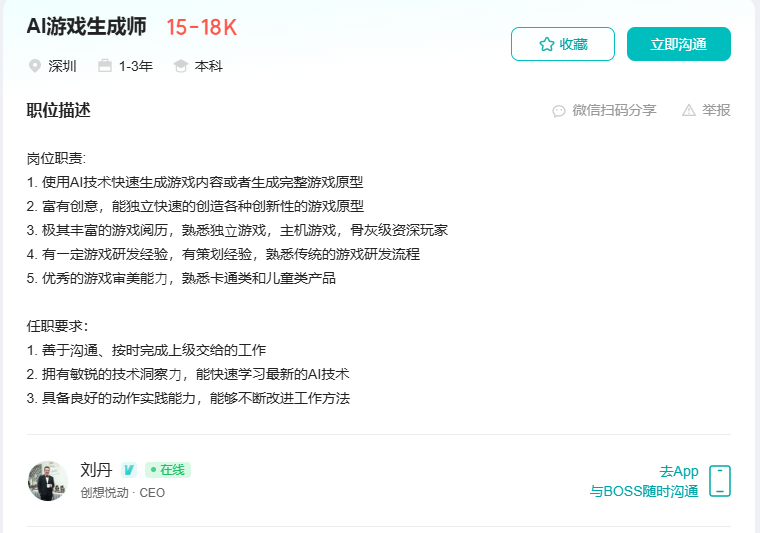 AI游戏生成师 15-18K
收藏
立即沟通
深圳 1-3年 本科
职位描述
微信扫码分享 举报
岗位职责:
1. 使用AI技术快速生成游戏内容或者生成完整游戏原型
2. 富有创意，能独立快速的创造各种创新性的游戏原型
3. 极其丰富的游戏阅历，熟悉独立游戏，主机游戏，骨灰级资深玩家
4. 有一定游戏研发经验，有策划经验，熟悉传统的游戏研发流程
5. 优秀的游戏审美能力，熟悉卡通类和儿童类产品
任职要求：
1. 善于沟通、按时完成上级交给的工作
2. 拥有敏锐的技术洞察力，能快速学习最新的AI技术
3. 具备良好的动作实践能力，能够不断改进工作方法
刘丹 在线
创想悦动 · CEO
去App
与BOSS随时沟通